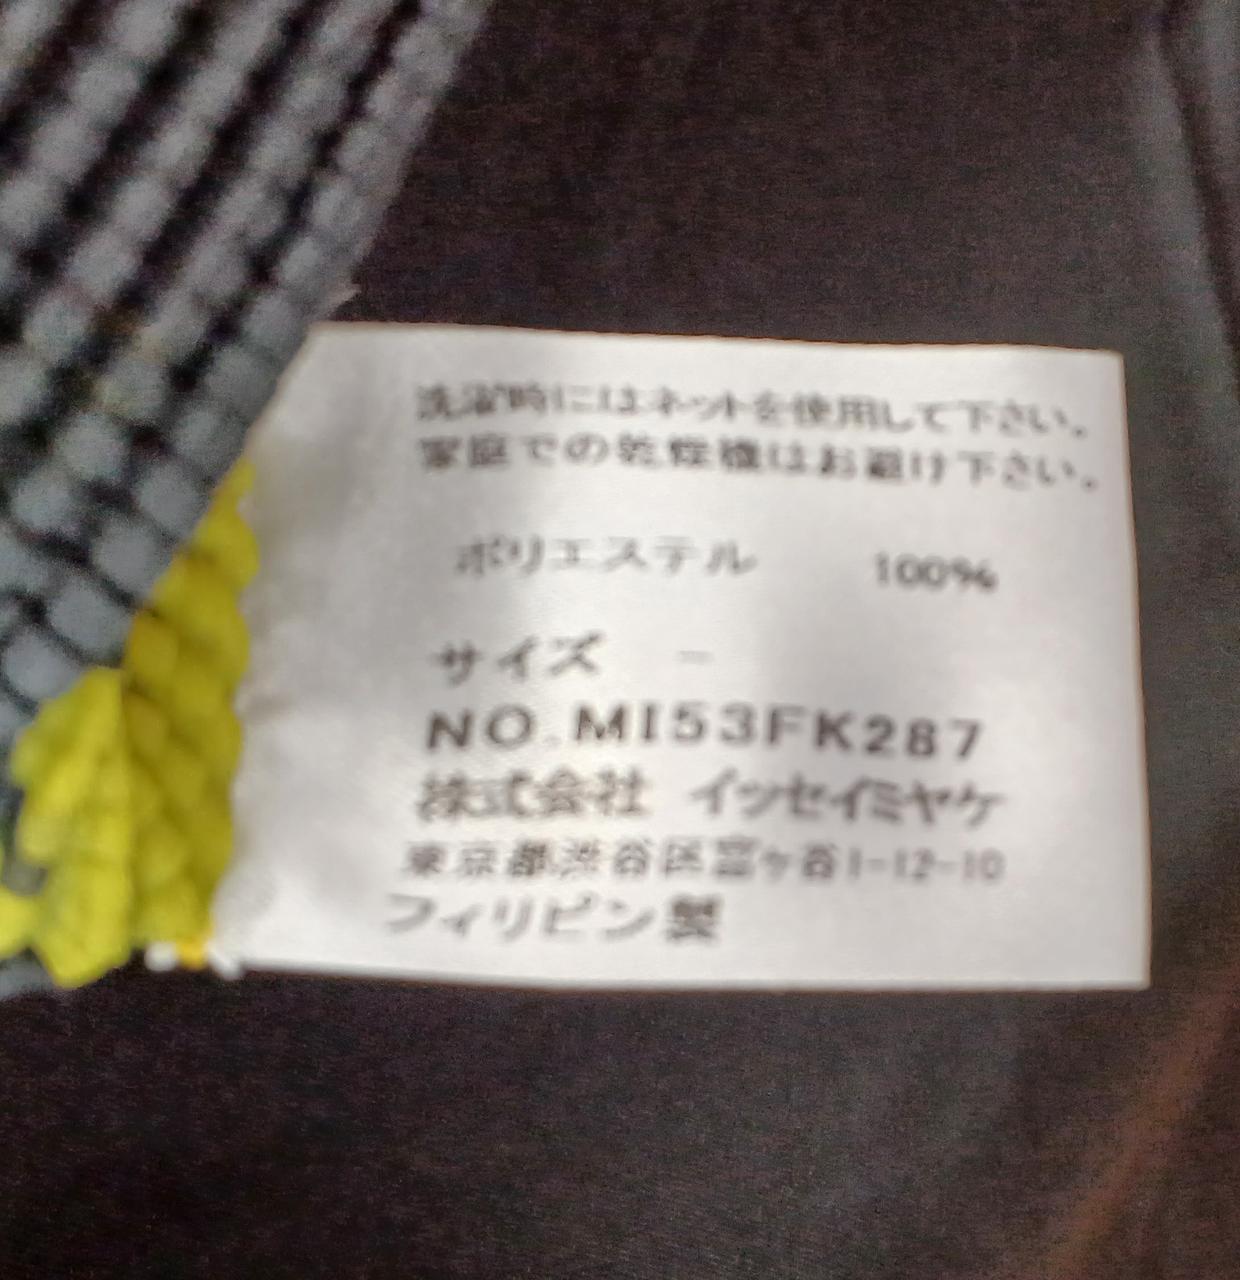 洗濯時にはネットを使用して下さい。
家庭での乾燥機はお避け下さい。
ポリエステル 100%
サイズ -
NO.MI53FK287
株式会社 イッセイミヤケ
東京都渋谷区富ヶ谷1-12-10
フィリピン製